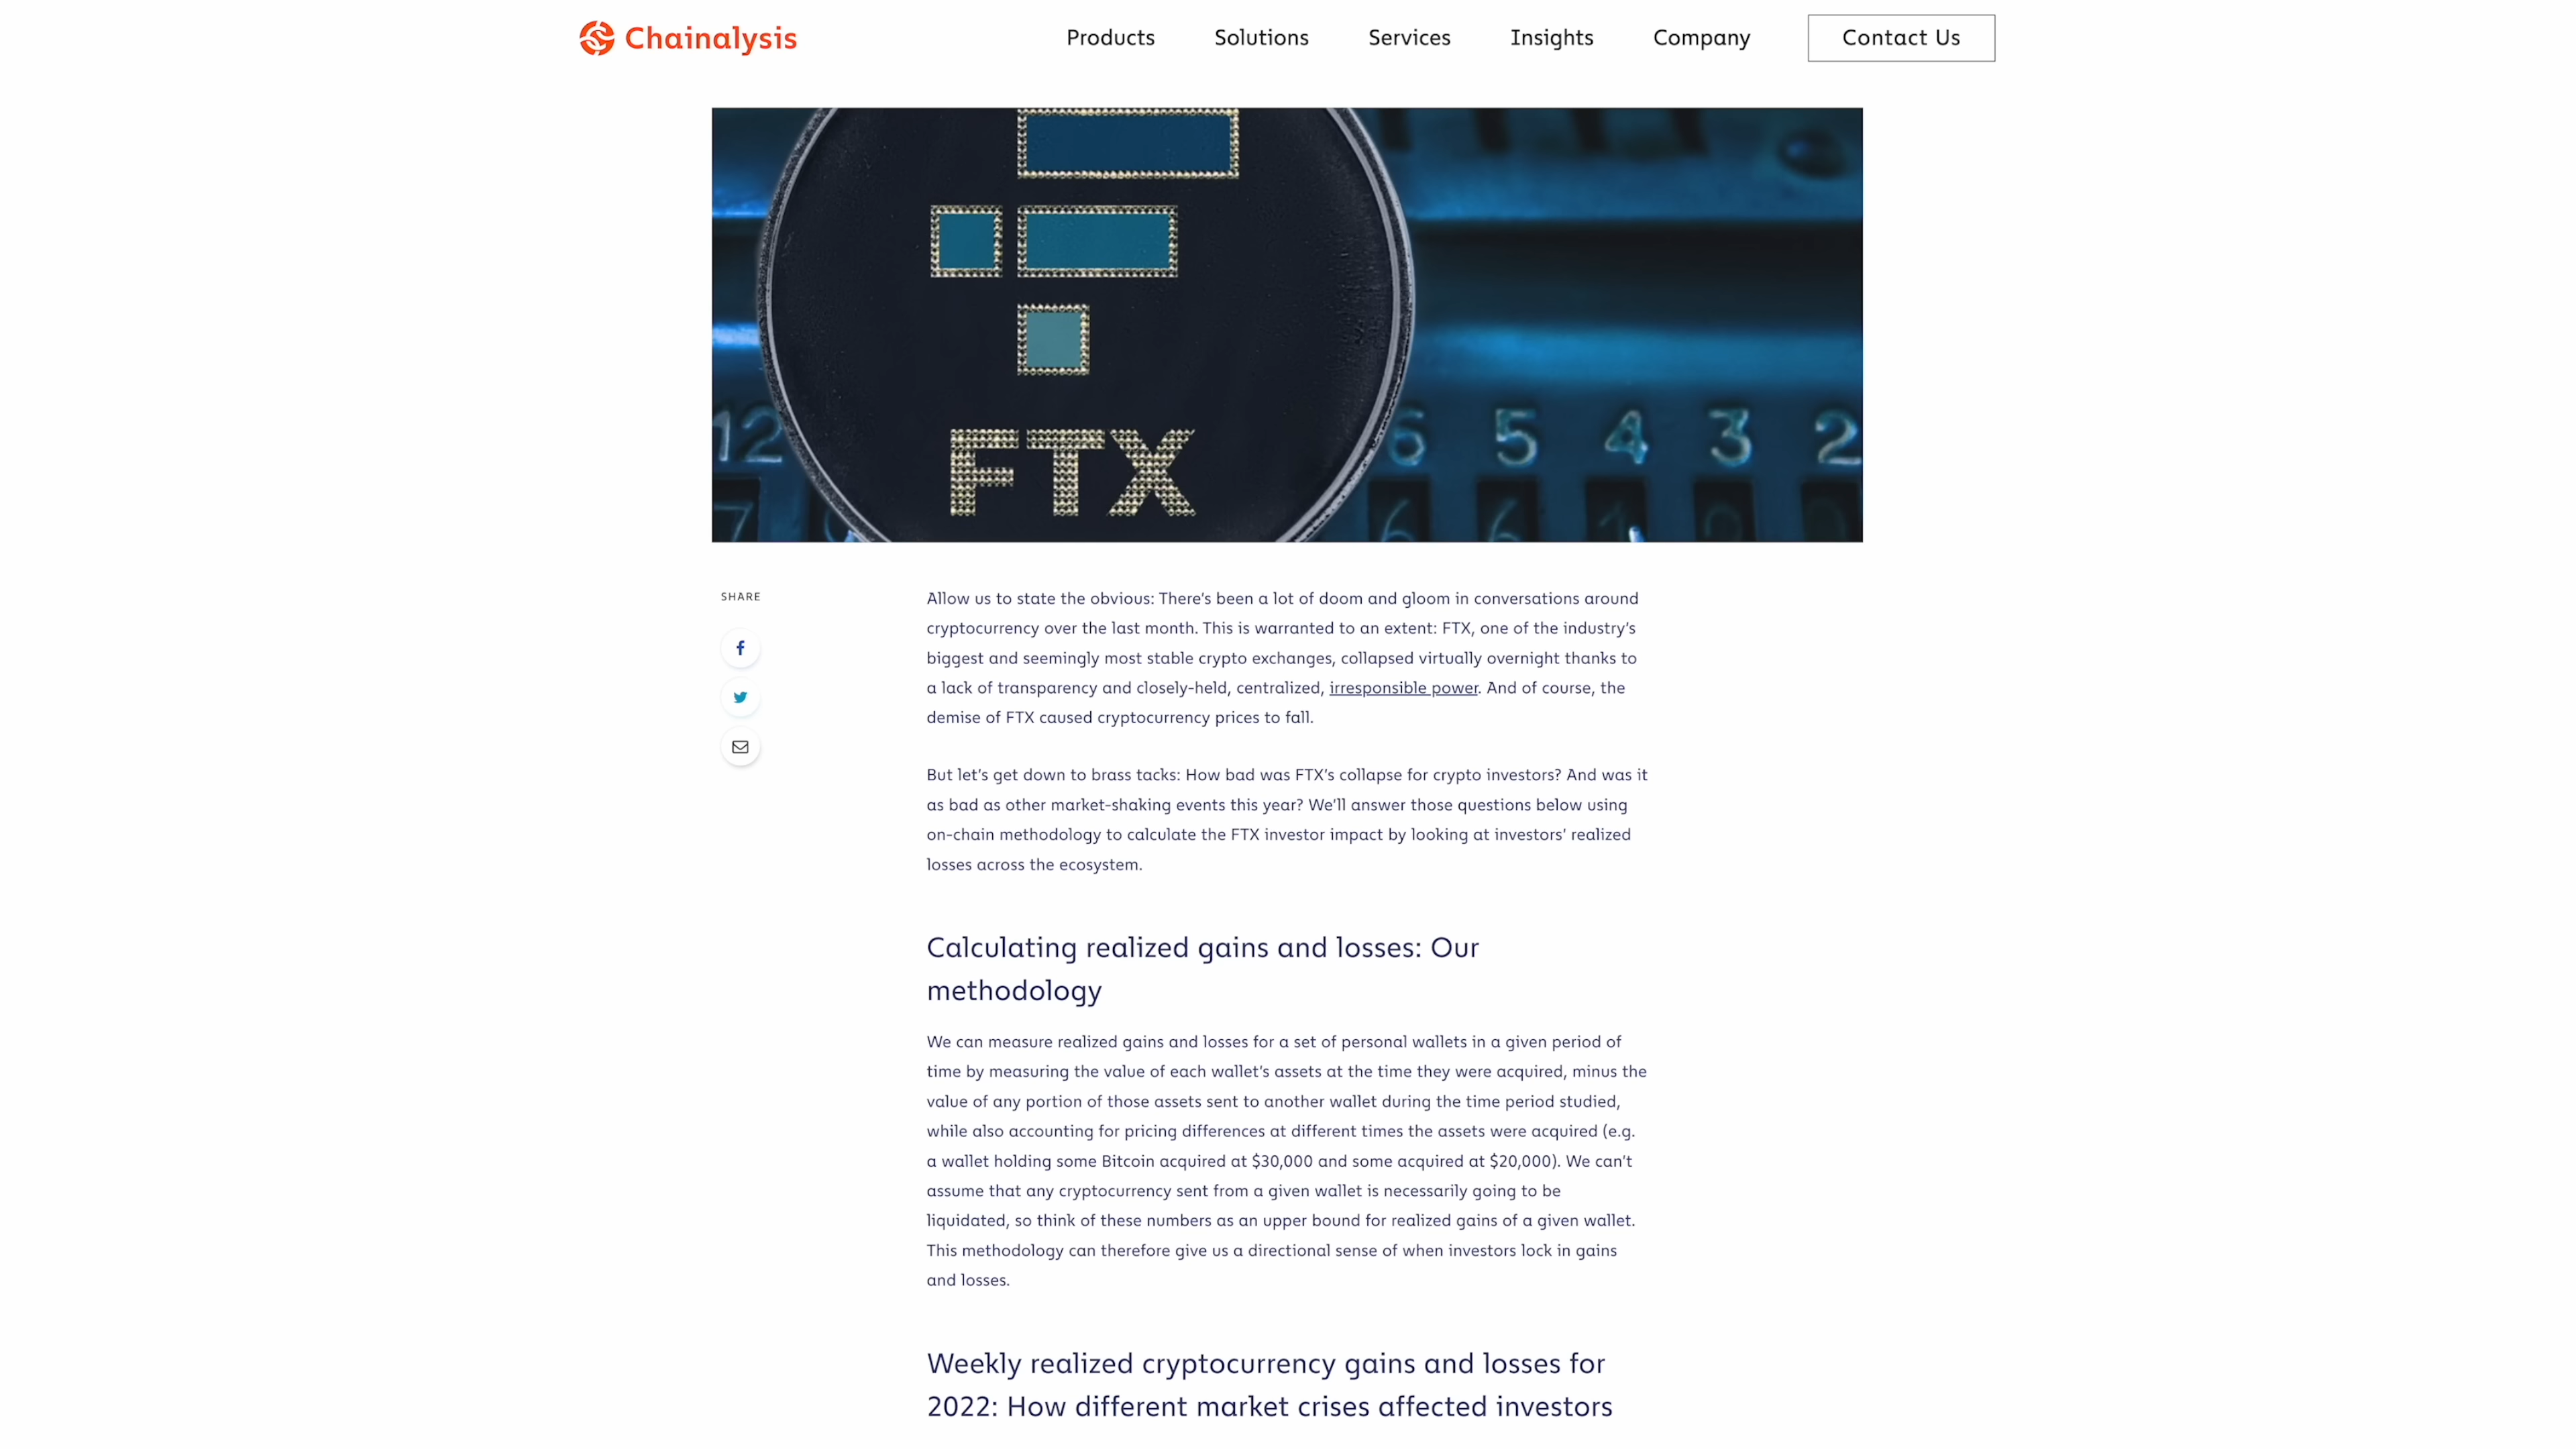 Chainalysis
Products
Solutions
Services
Insights
Company
Contact Us
FTX
12
6
5
4
3
2
7
6
6
SHARE
Allow us to state the obvious: There's been a lot of doom and gloom in conversations around
cryptocurrency over the last month. This is warranted to an extent: FTX, one of the industry's
biggest and seemingly most stable crypto exchanges, collapsed virtually overnight thanks to
a lack of transparency and closely-held, centralized, irresponsible power. And of course, the
demise of FTX caused cryptocurrency prices to fall.
But let's get down to brass tacks: How bad was FTX's collapse for crypto investors? And was it
as bad as other market-shaking events this year? We'll answer those questions below using
on-chain methodology to calculate the FTX investor impact by looking at investors' realized
losses across the ecosystem.
Calculating realized gains and losses: Our
methodology
We can measure realized gains and losses for a set of personal wallets in a given period of
time by measuring the value of each wallet's assets at the time they were acquired, minus the
value of any portion of those assets sent to another wallet during the time period studied,
while also accounting for pricing differences at different times the assets were acquired (e.g.
a wallet holding some Bitcoin acquired at $30,000 and some acquired at $20,000). We can't
assume that any cryptocurrency sent from a given wallet is necessarily going to be
liquidated, so think of these numbers as an upper bound for realized gains of a given wallet.
This methodology can therefore give us a directional sense of when investors lock in gains
and losses.
Weekly realized cryptocurrency gains and losses for
2022: How different market crises affected investors